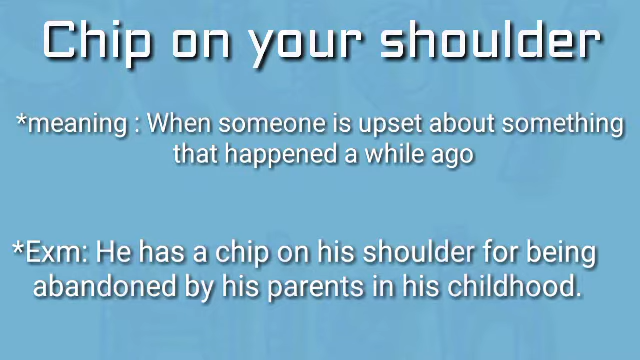 Chip on your shoulder
*meaning : When someone is upset about something
that happened a while ago
*Exm: He has a chip on his shoulder for being
abandoned by his parents in his childhood.